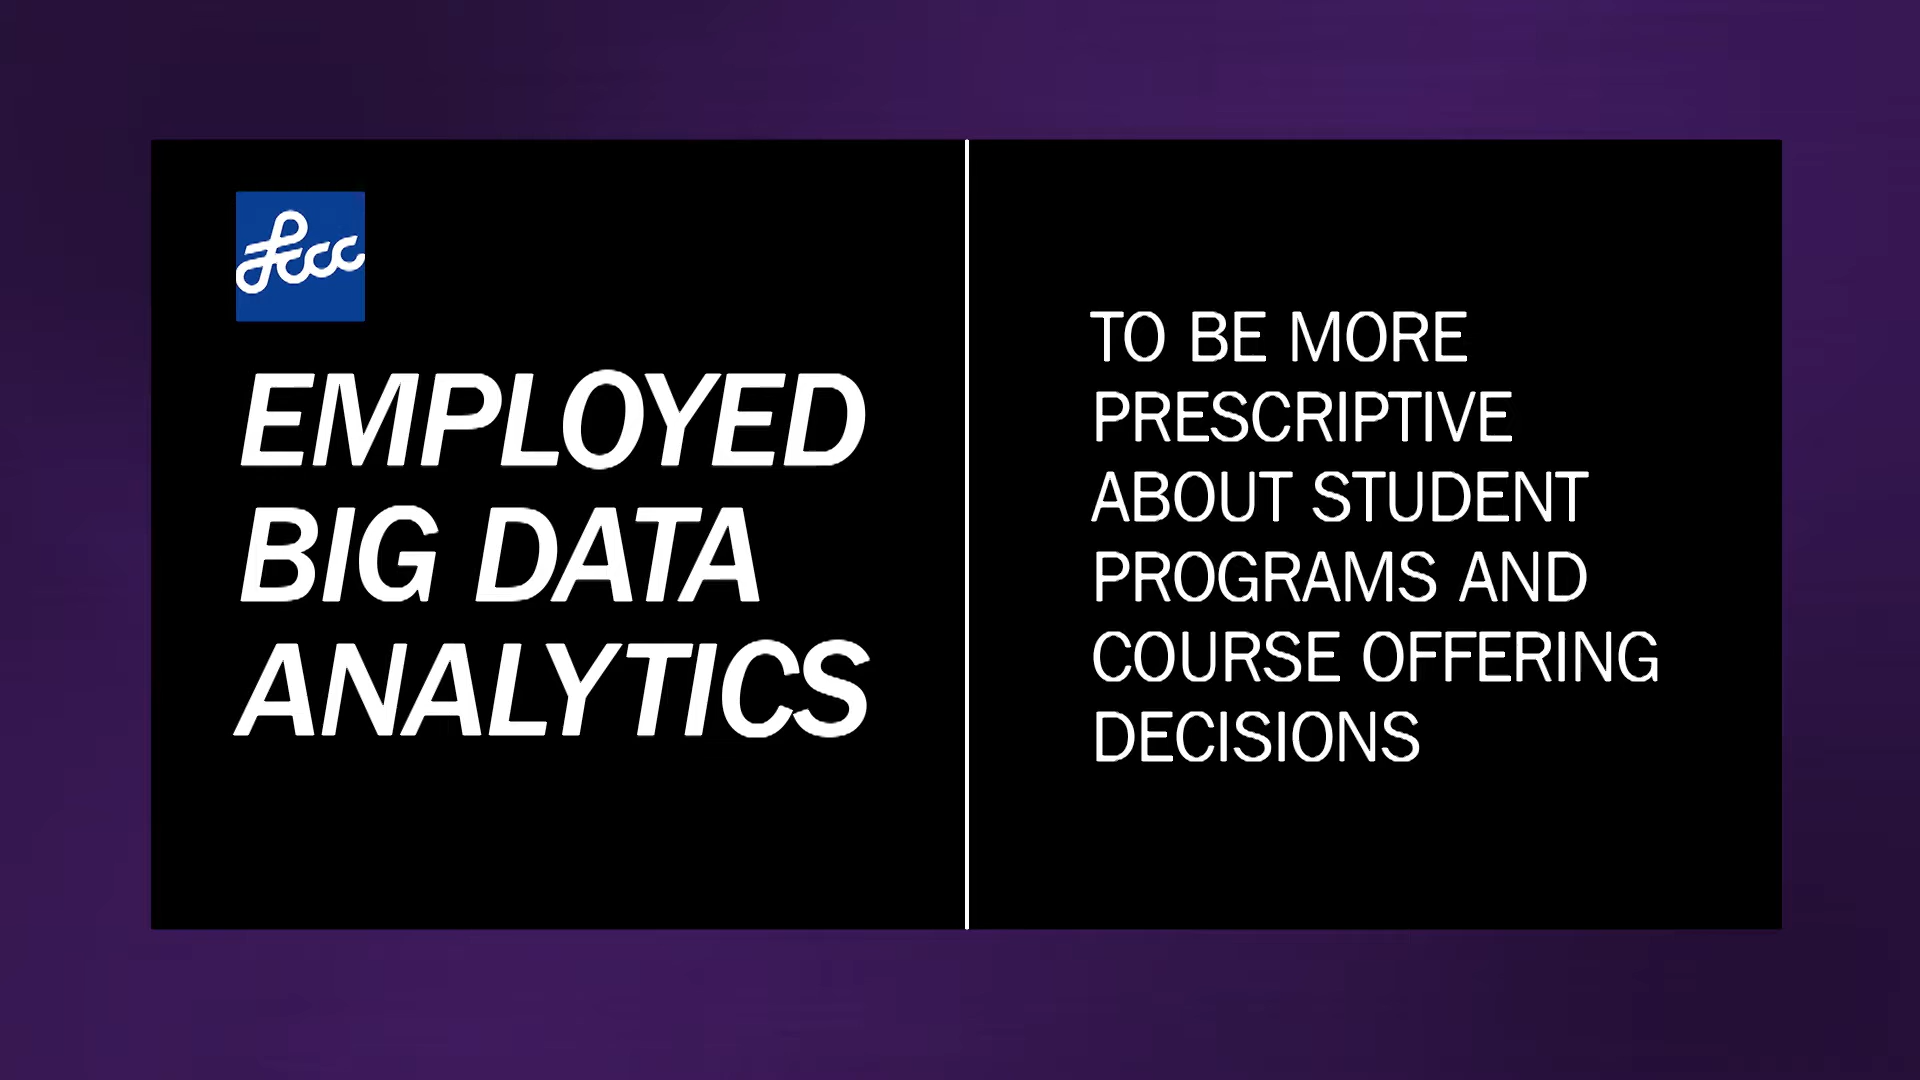 lccc
EMPLOYED
BIG DATA
ANALYTICS
TO BE MORE
PRESCRIPTIVE
ABOUT STUDENT
PROGRAMS AND
COURSE OFFERING
DECISIONS